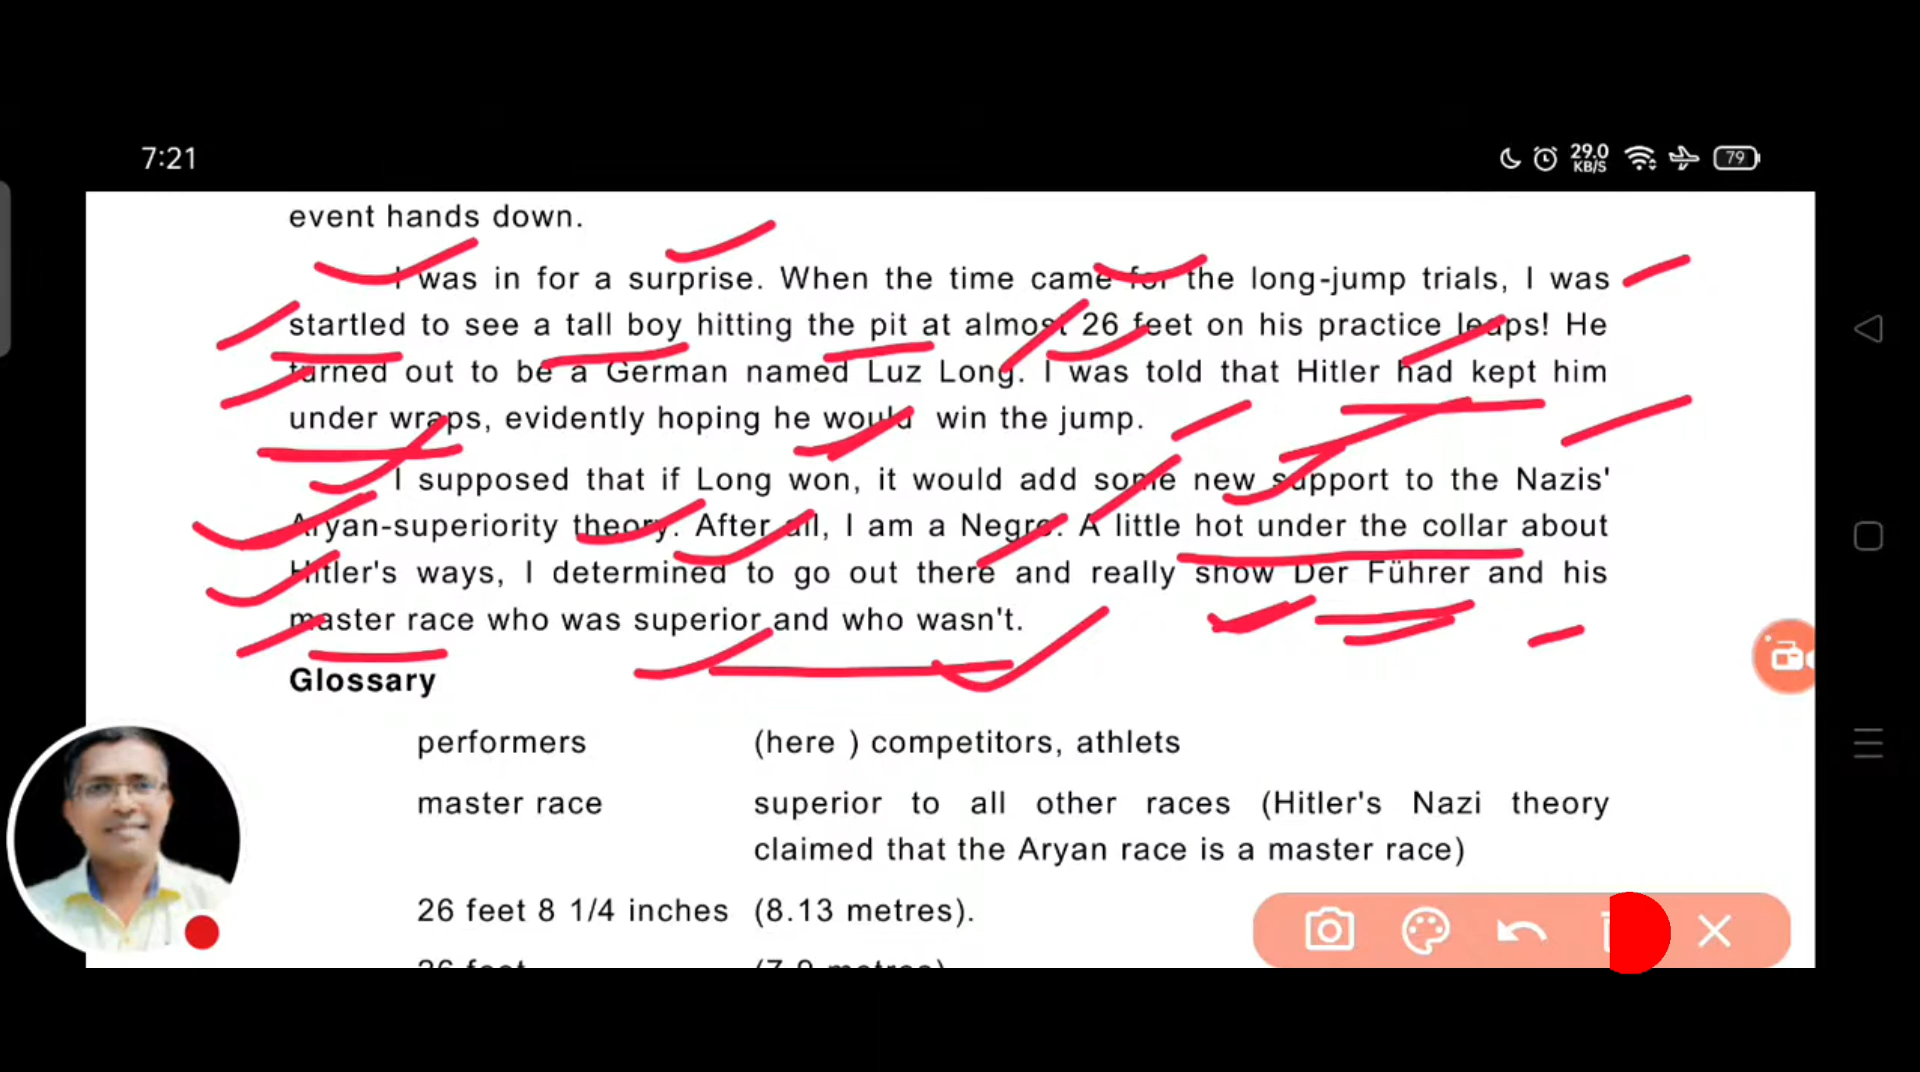 7:21
29.0
KB/S
79
event hands down.
I was in for a surprise. When the time came for the long-jump trials, I was
startled to see a tall boy hitting the pit at almost 26 feet on his practice leaps! He
turned out to be a German named Luz Long. I was told that Hitler had kept him
under wraps, evidently hoping he would win the jump.
I supposed that if Long won, it would add some new support to the Nazis'
Aryan-superiority theory. After all, I am a Negro. A little hot under the collar about
Hitler's ways, I determined to go out there and really show Der Führer and his
master race who was superior and who wasn't.
Glossary
performers (here ) competitors, athlets
master race superior to all other races (Hitler's Nazi theory
claimed that the Aryan race is a master race)
26 feet 8 1/4 inches (8.13 metres).
26 feet (7.9 metres)